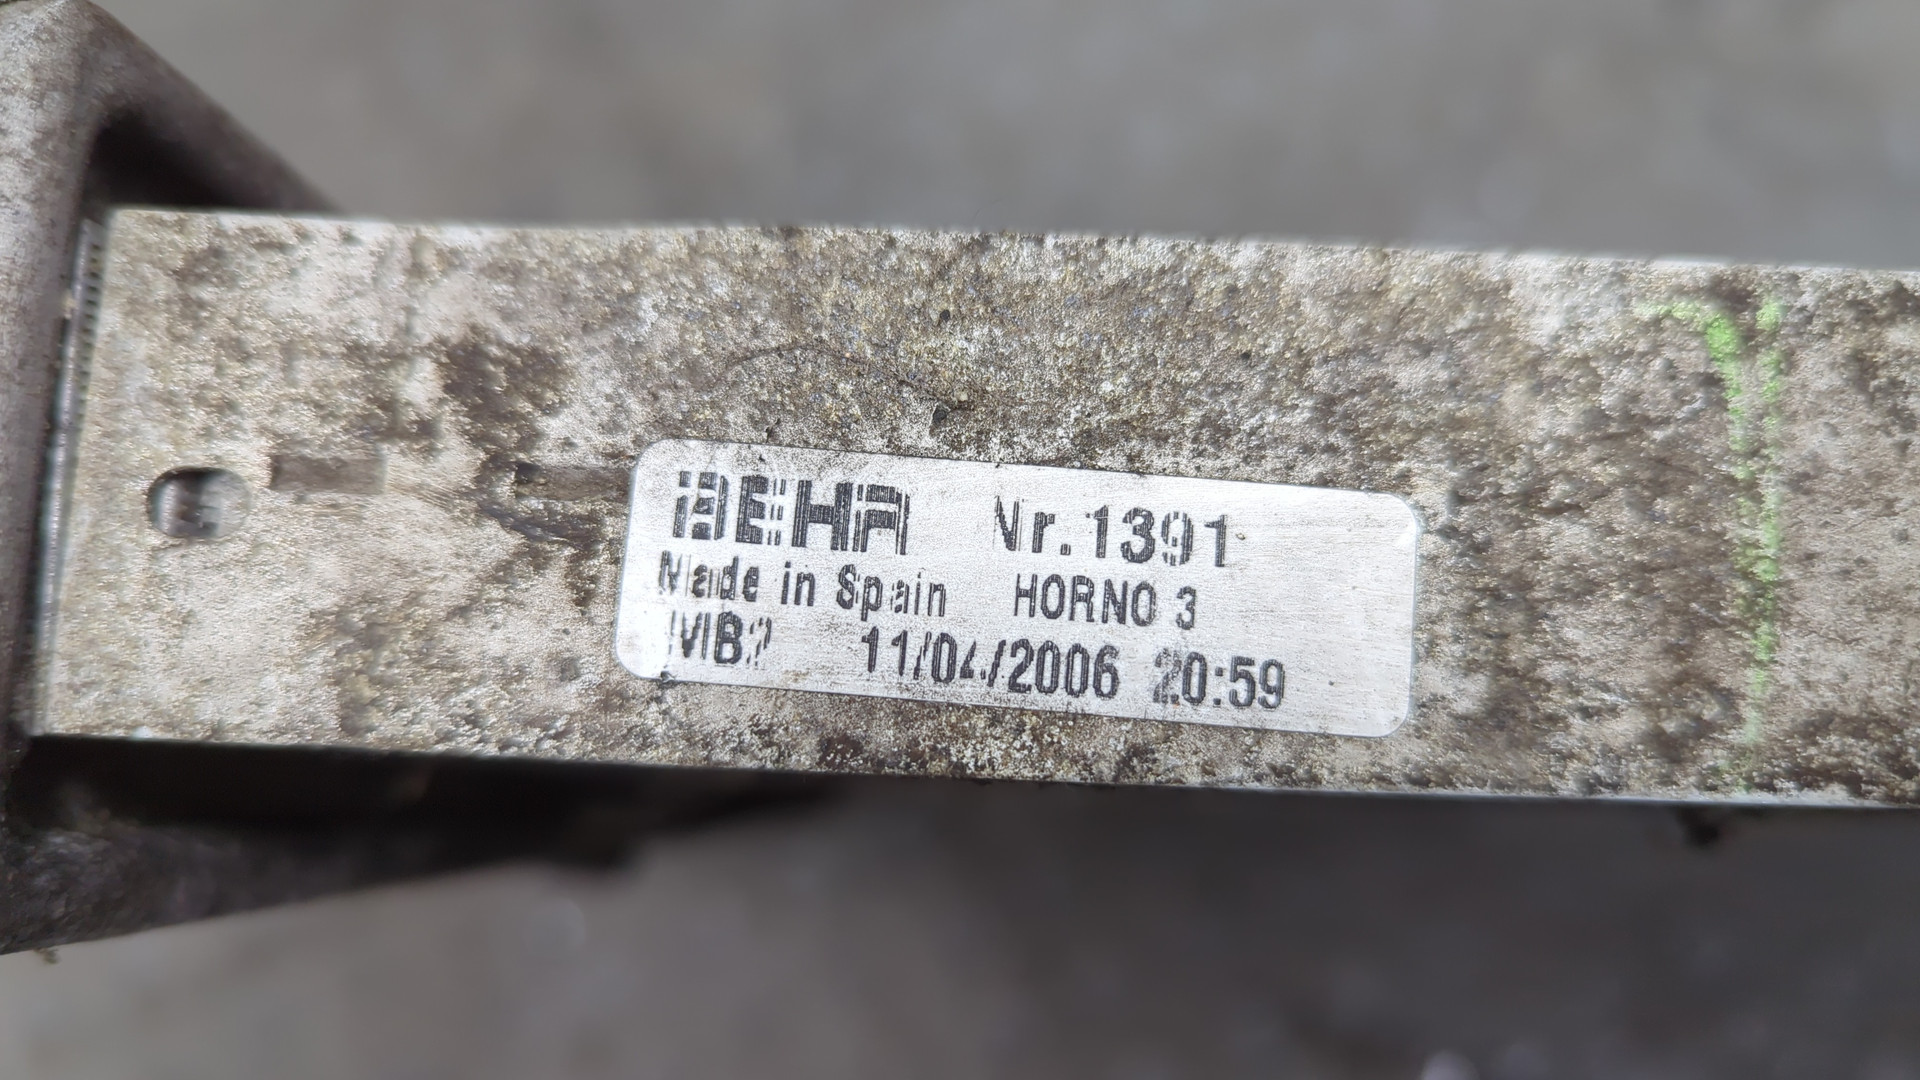 BEHR Nr.1391
Made in Spain HORNO 3
11/04/2006 20:59